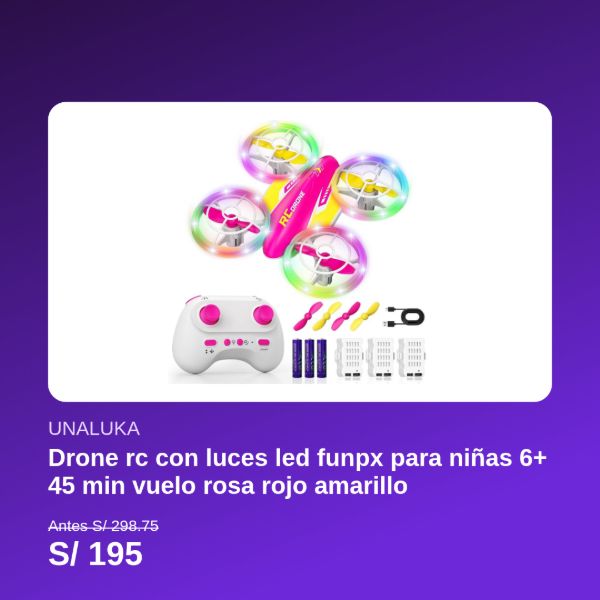 RC DRONE
UNALUKA
Drone rc con luces led funpx para niñas 6+
45 min vuelo rosa rojo amarillo
Antes S/ 298.75
S/ 195